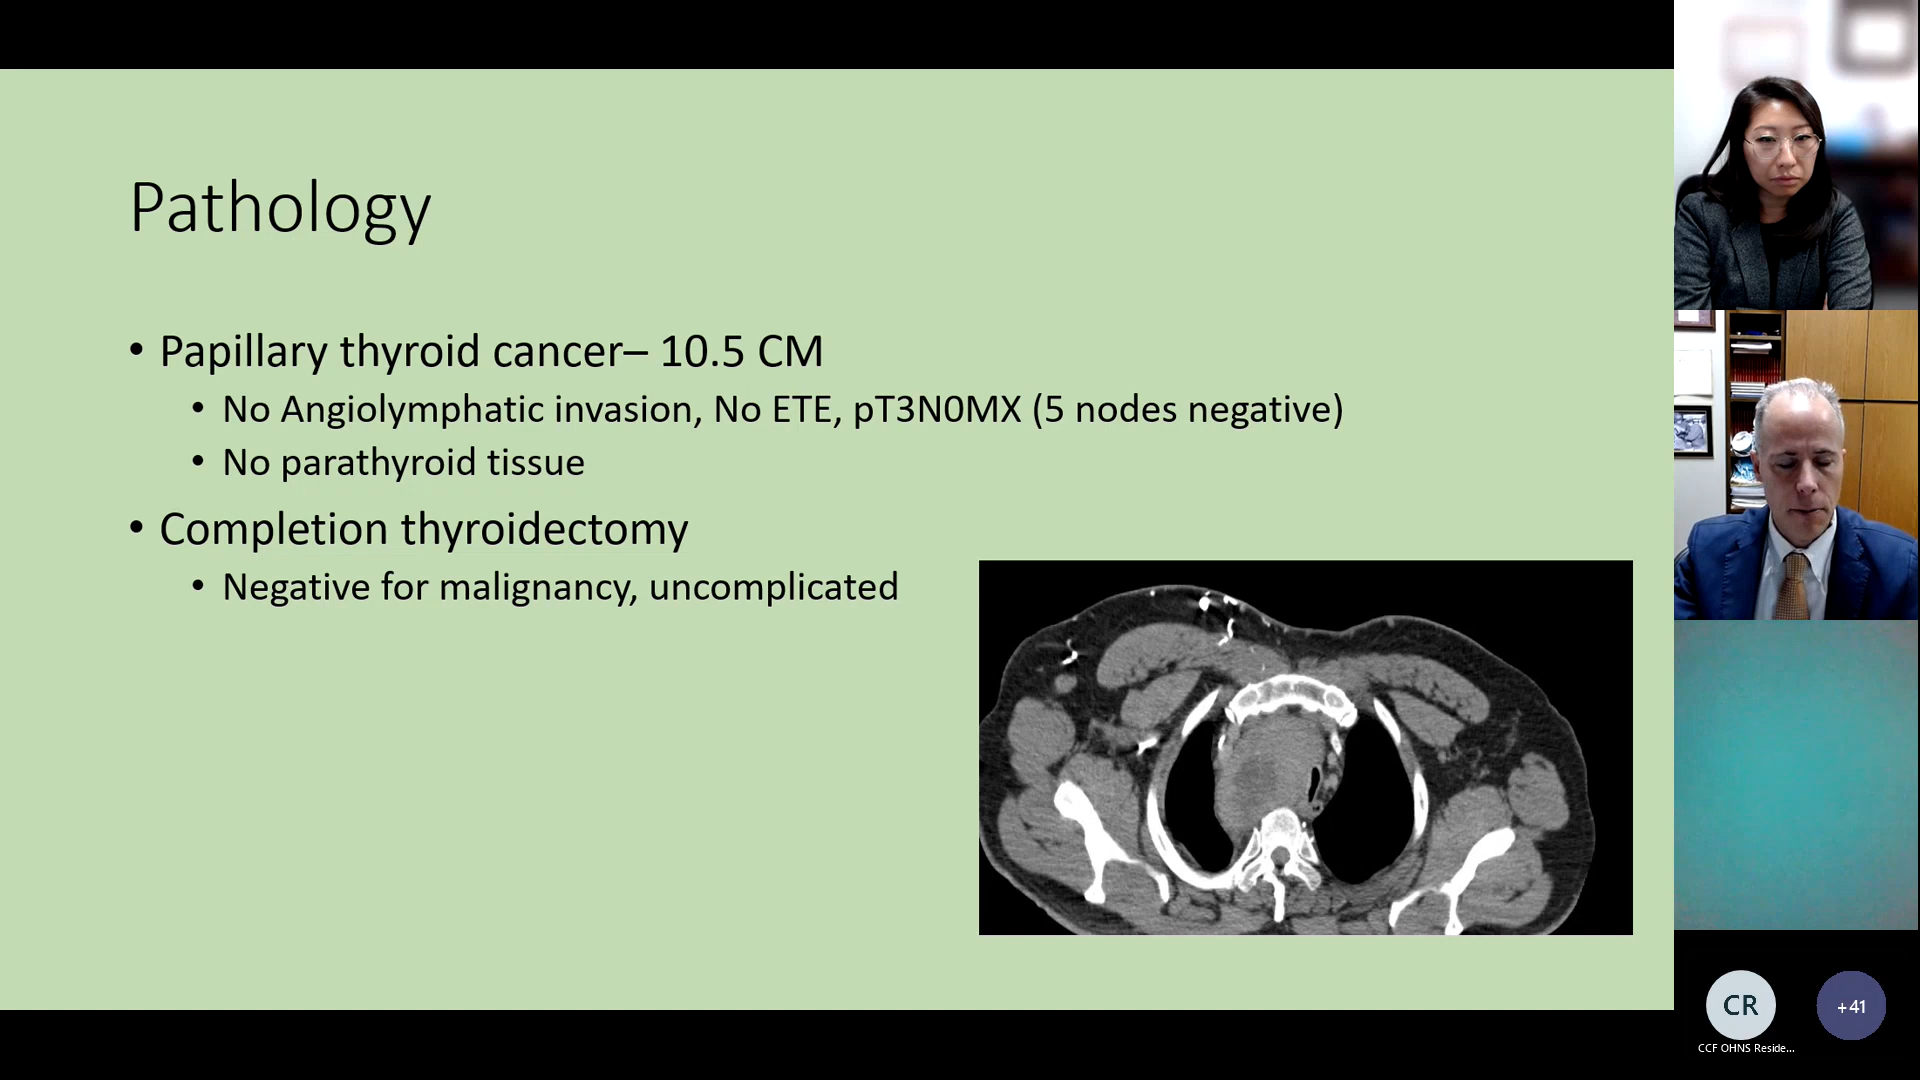 Pathology
• Papillary thyroid cancer– 10.5 CM
• No Angiolymphatic invasion, No ETE, pT3N0MX (5 nodes negative)
• No parathyroid tissue
• Completion thyroidectomy
• Negative for malignancy, uncomplicated
CR
+41
CCF OHNS Reside...